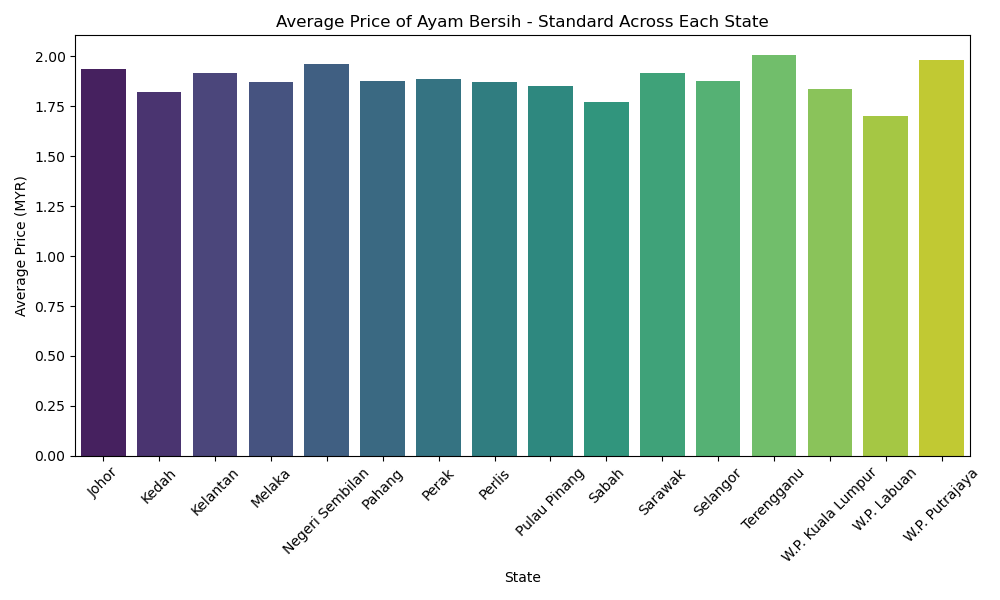 Average Price of Ayam Bersih - Standard Across Each State
Average Price (MYR)
2.00
1.75
1.50
1.25
1.00
0.75
0.50
0.25
0.00
Johor
Kedah
Kelantan
Melaka
Negeri Sembilan
Pahang
Perak
Perlis
Pulau Pinang
Sabah
Sarawak
Selangor
Terengganu
W.P. Kuala Lumpur
W.P. Labuan
W.P. Putrajaya
State